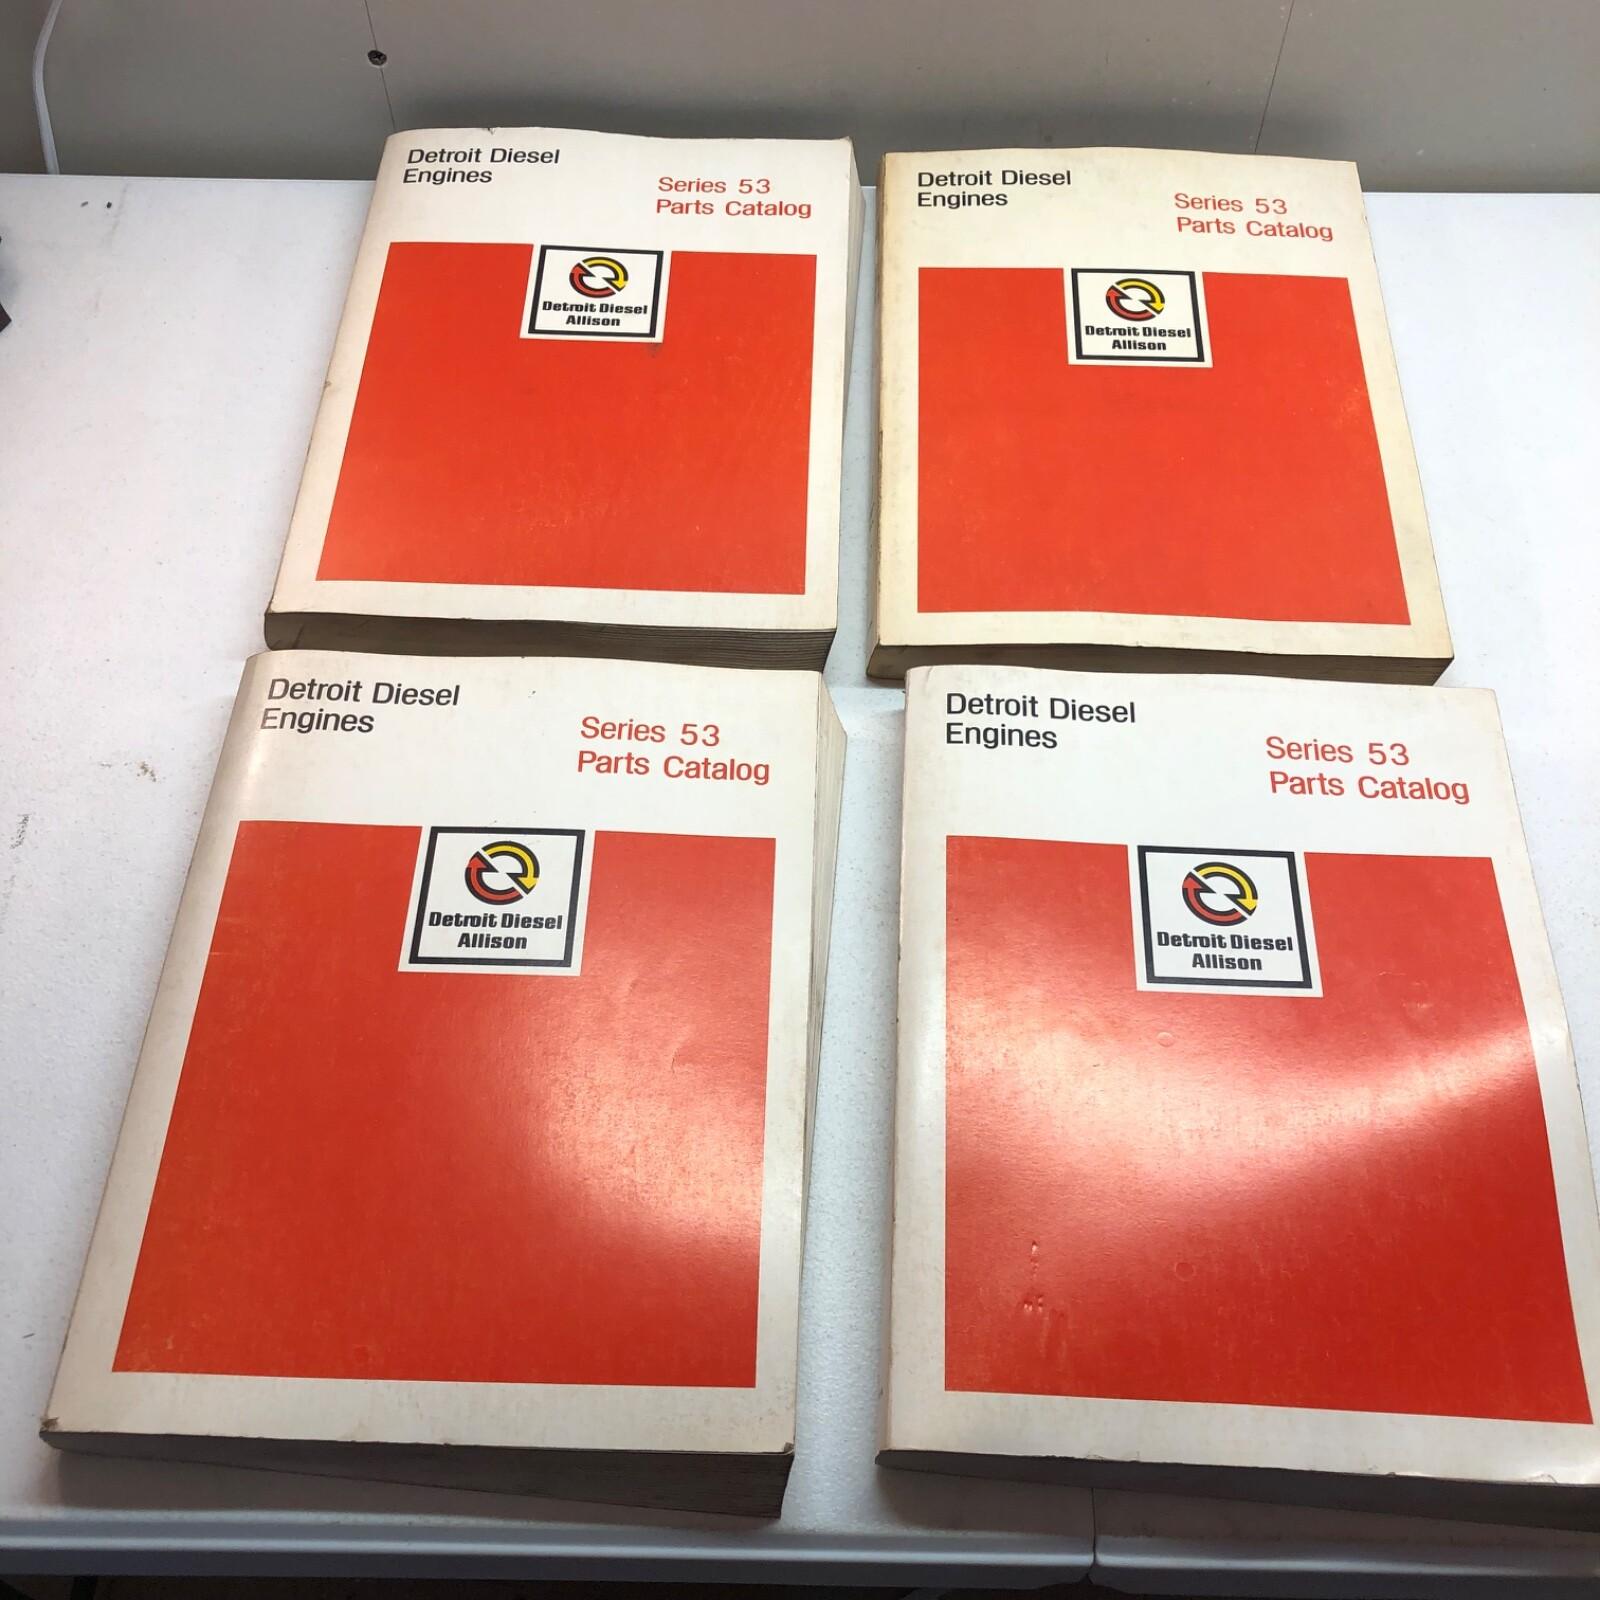 Detroit Diesel
Engines
Series 53
Parts Catalog
Detroit Diesel
Allison
Detroit Diesel
Engines
Series 53
Parts Catalog
Detroit Diesel
Allison
Detroit Diesel
Engines
Series 53
Parts Catalog
Detroit Diesel
Allison
Detroit Diesel
Engines
Series 53
Parts Catalog
Detroit Diesel
Allison